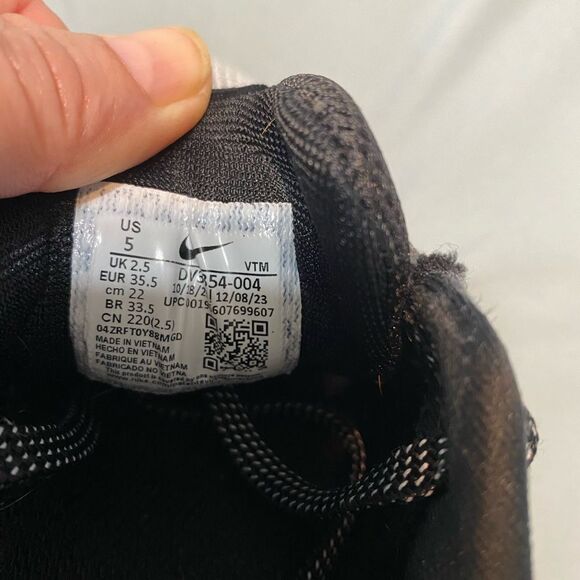 US
5
VTM
UK 2.5
EUR 35.5
cm 22
BR 33.5
CN 220(2.5)
54-004
12/08/23
607699607
04ZRFT0Y88M6D
MADE IN VIETNAM
HECHO EN VIETNAM
FABRIQUE AU VIETNAM
FABRICADO NO VIETNA